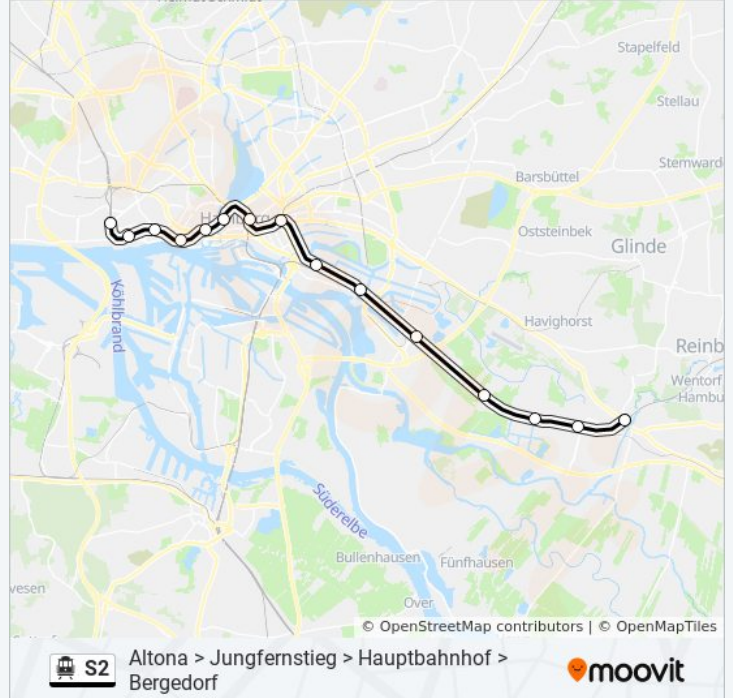 Stapelfeld
Stellau
Stemward
Barsbüttel
Oststeinbek
Glinde
Köhlbrand
Havighorst
Reinb
Wentorf
Hambu
Süderelbe
Bullenhausen
Fünfhausen
vesen
Over
© OpenStreetMap contributors | © OpenMapTiles
S2
Altona > Jungfernstieg > Hauptbahnhof >
Bergedorf
moovit